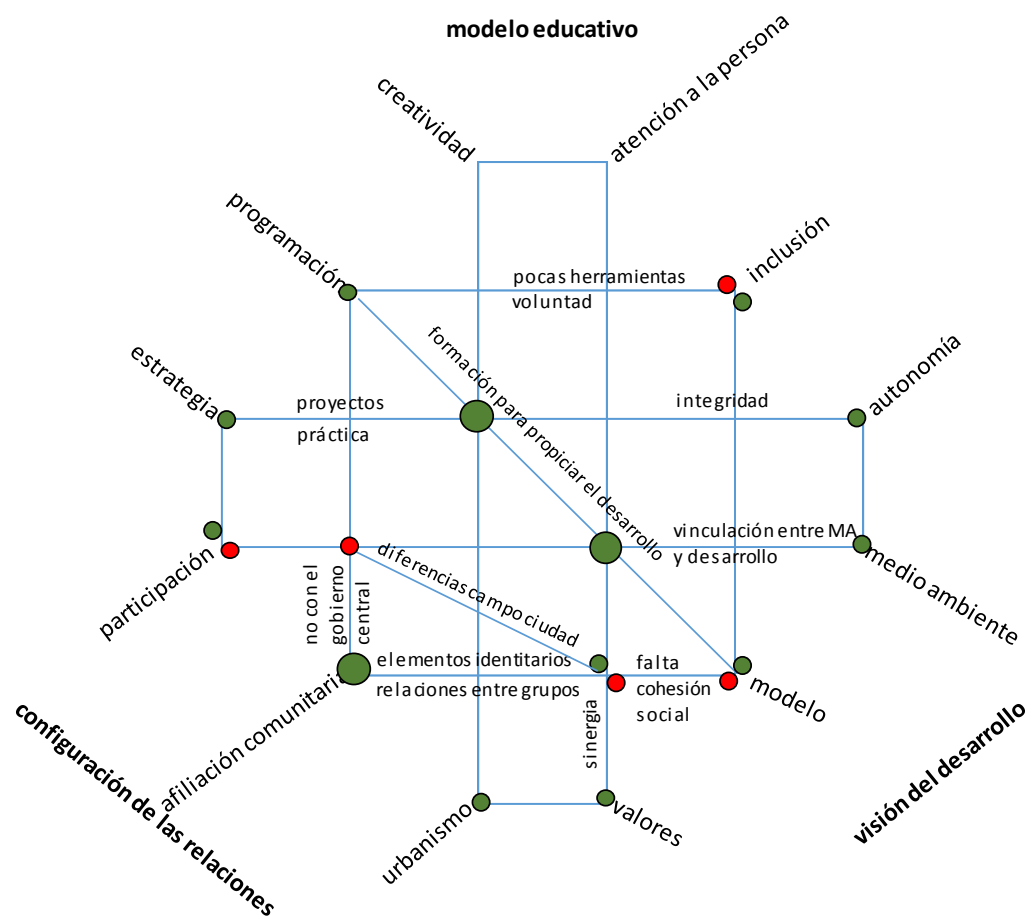 modelo educativo
creatividad
atención a la persona
programación
inclusión
pocas herramientas
voluntad
formación para propiciar el desarrollo
estrategia
autonomía
proyectos
práctica
integridad
participación
vinculación entre MA
y desarrollo
medio ambiente
no con el
gobierno
central
diferencias campo ciudad
afiliación comunitaria
elementos identitarios
relaciones entre grupos
falta
cohesión
social
modelo
sinergia
urbanismo
valores
configuración de las relaciones
visión del desarrollo